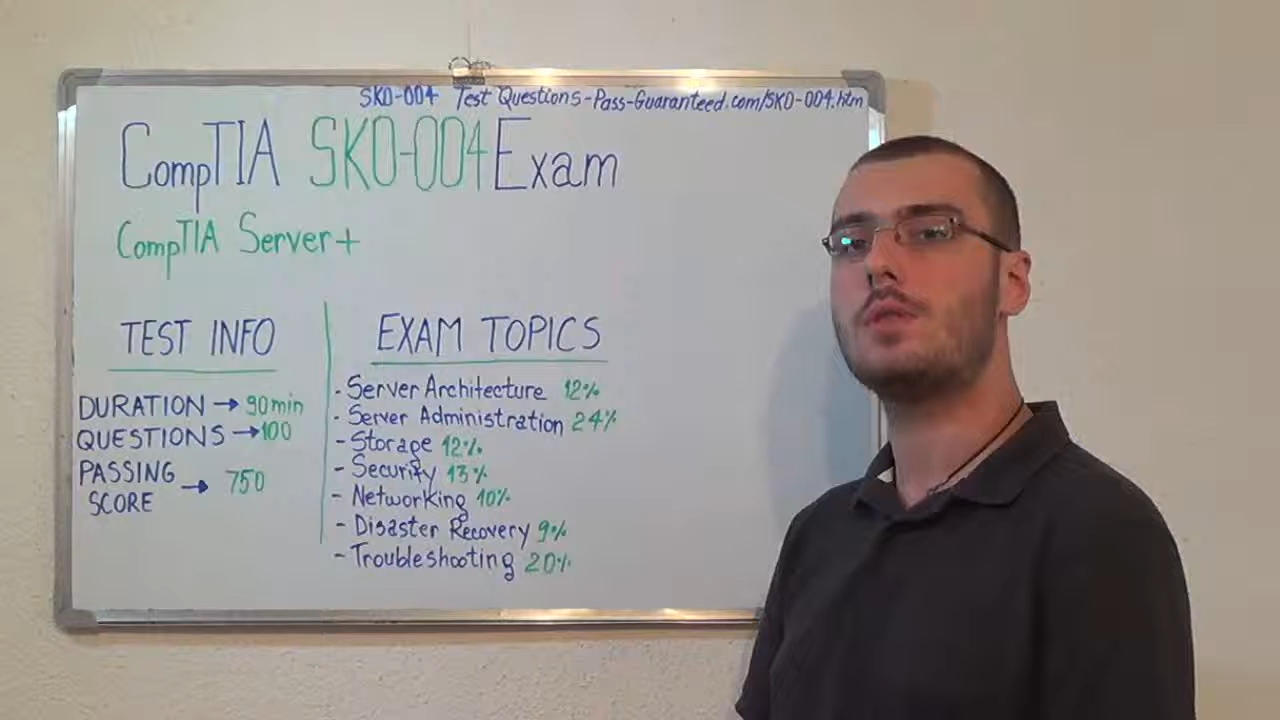 SK0-004 Test Questions-Pass-Guaranteed.com/SK0-004.htm
CompTIA SK0-004 Exam
CompTIA Server+
TEST INFO
DURATION → 90min
QUESTIONS → 100
PASSING
SCORE → 750
EXAM TOPICS
- Server Architecture 12%
- Server Administration 24%
- Storage 12%
- Security 13%
- Networking 10%
- Disaster Recovery 9%
- Troubleshooting 20%